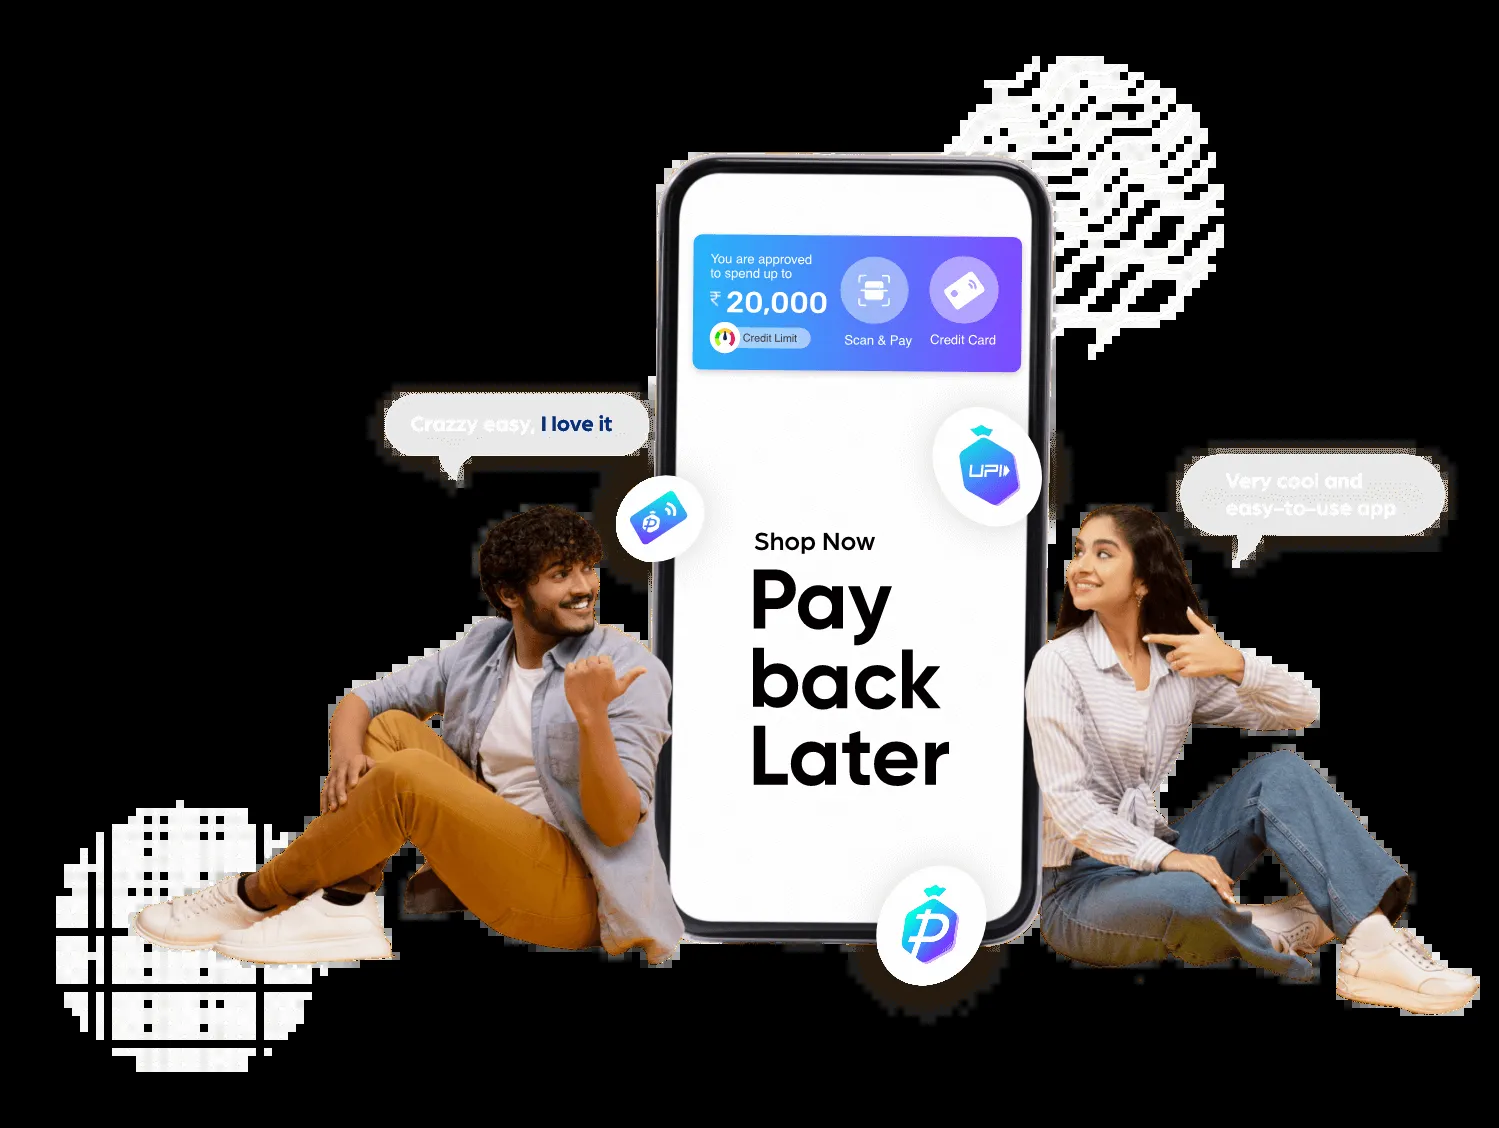 You are approved
to spend up to
₹ 20,000
Credit Limit
Scan & Pay
Credit Card
Crazzy easy, I love it
UPI
Very cool and
easy-to-use app
Shop Now
Pay
back
Later